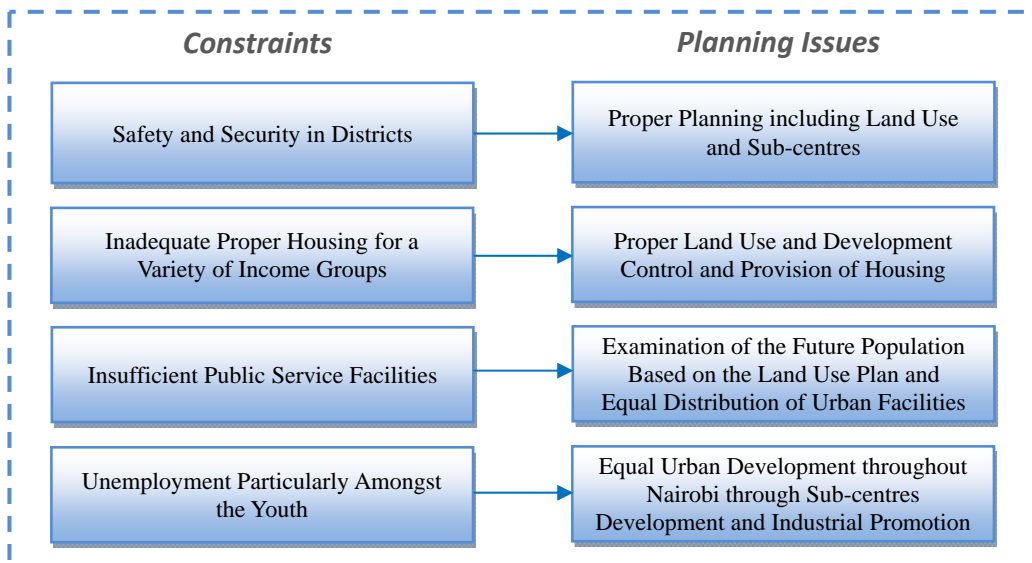 Constraints
Planning Issues
Safety and Security in Districts
Proper Planning including Land Use
and Sub-centres
Inadequate Proper Housing for a
Variety of Income Groups
Proper Land Use and Development
Control and Provision of Housing
Insufficient Public Service Facilities
Examination of the Future Population
Based on the Land Use Plan and
Equal Distribution of Urban Facilities
Unemployment Particularly Amongst
the Youth
Equal Urban Development throughout
Nairobi through Sub-centres
Development and Industrial Promotion